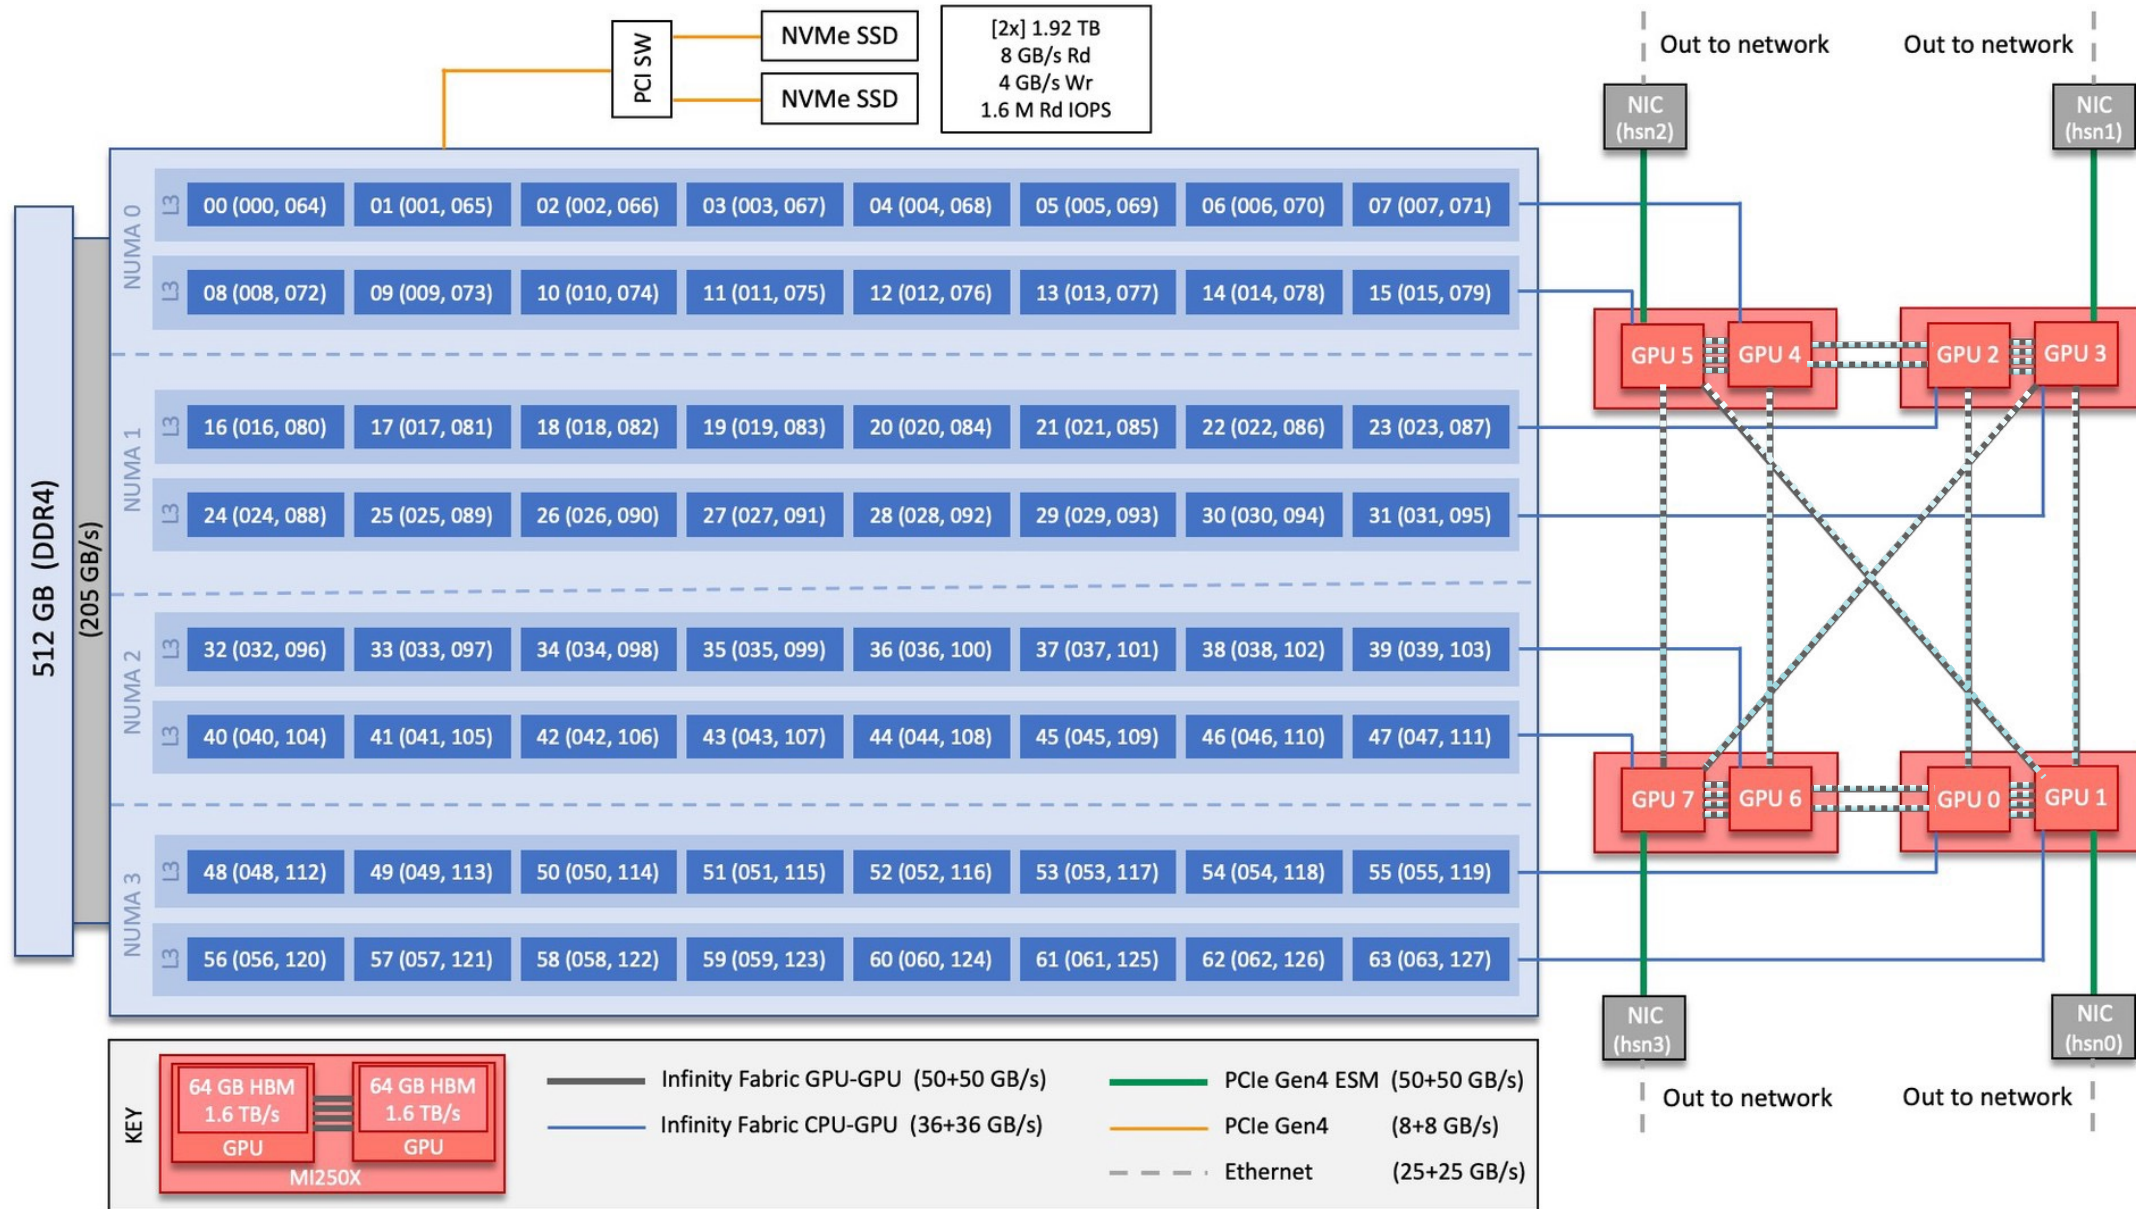 NVMe SSD
NVMe SSD
PCI SW
[2x] 1.92 TB
8 GB/s Rd
4 GB/s Wr
1.6 M Rd IOPS
Out to network
Out to network
NIC
(hsn2)
NIC
(hsn1)
512 GB (DDR4)
(205 GB/s)
NUMA 0
L3
00 (000, 064)
01 (001, 065)
02 (002, 066)
03 (003, 067)
04 (004, 068)
05 (005, 069)
06 (006, 070)
07 (007, 071)
L3
08 (008, 072)
09 (009, 073)
10 (010, 074)
11 (011, 075)
12 (012, 076)
13 (013, 077)
14 (014, 078)
15 (015, 079)
NUMA 1
L3
16 (016, 080)
17 (017, 081)
18 (018, 082)
19 (019, 083)
20 (020, 084)
21 (021, 085)
22 (022, 086)
23 (023, 087)
L3
24 (024, 088)
25 (025, 089)
26 (026, 090)
27 (027, 091)
28 (028, 092)
29 (029, 093)
30 (030, 094)
31 (031, 095)
NUMA 2
L3
32 (032, 096)
33 (033, 097)
34 (034, 098)
35 (035, 099)
36 (036, 100)
37 (037, 101)
38 (038, 102)
39 (039, 103)
L3
40 (040, 104)
41 (041, 105)
42 (042, 106)
43 (043, 107)
44 (044, 108)
45 (045, 109)
46 (046, 110)
47 (047, 111)
NUMA 3
L3
48 (048, 112)
49 (049, 113)
50 (050, 114)
51 (051, 115)
52 (052, 116)
53 (053, 117)
54 (054, 118)
55 (055, 119)
L3
56 (056, 120)
57 (057, 121)
58 (058, 122)
59 (059, 123)
60 (060, 124)
61 (061, 125)
62 (062, 126)
63 (063, 127)
GPU 5
GPU 4
GPU 2
GPU 3
GPU 7
GPU 6
GPU 0
GPU 1
NIC
(hsn3)
NIC
(hsn0)
Out to network
Out to network
KEY
64 GB HBM
1.6 TB/s
GPU
64 GB HBM
1.6 TB/s
GPU
MI250X
Infinity Fabric GPU-GPU (50+50 GB/s)
Infinity Fabric CPU-GPU (36+36 GB/s)
PCIe Gen4 ESM (50+50 GB/s)
PCIe Gen4 (8+8 GB/s)
Ethernet (25+25 GB/s)